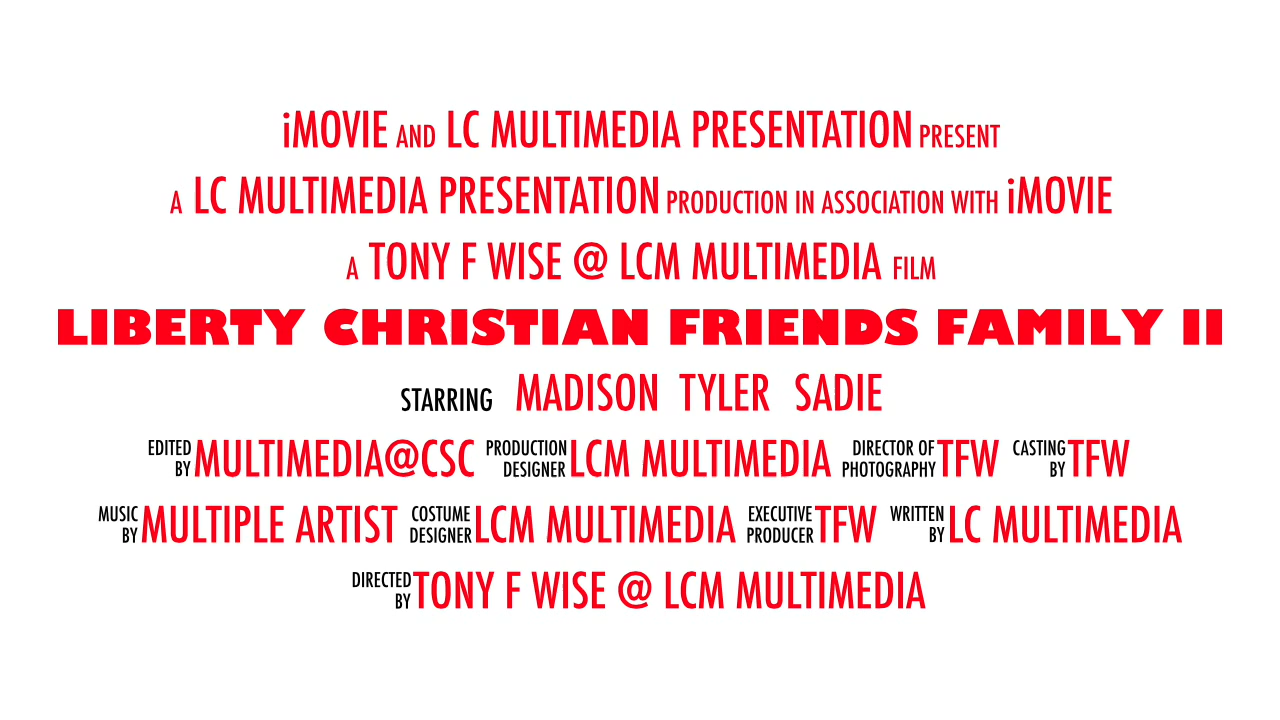 iMOVIE AND LC MULTIMEDIA PRESENTATION PRESENT
A LC MULTIMEDIA PRESENTATION PRODUCTION IN ASSOCIATION WITH iMOVIE
A TONY F WISE @ LCM MULTIMEDIA FILM
LIBERTY CHRISTIAN FRIENDS FAMILY II
STARRING MADISON TYLER SADIE
EDITED BY MULTIMEDIA@CSC PRODUCTION DESIGNER LCM MULTIMEDIA DIRECTOR OF PHOTOGRAPHY TFW CASTING BY TFW
MUSIC BY MULTIPLE ARTIST COSTUME DESIGNER LCM MULTIMEDIA EXECUTIVE PRODUCER TFW WRITTEN BY LC MULTIMEDIA
DIRECTED BY TONY F WISE @ LCM MULTIMEDIA